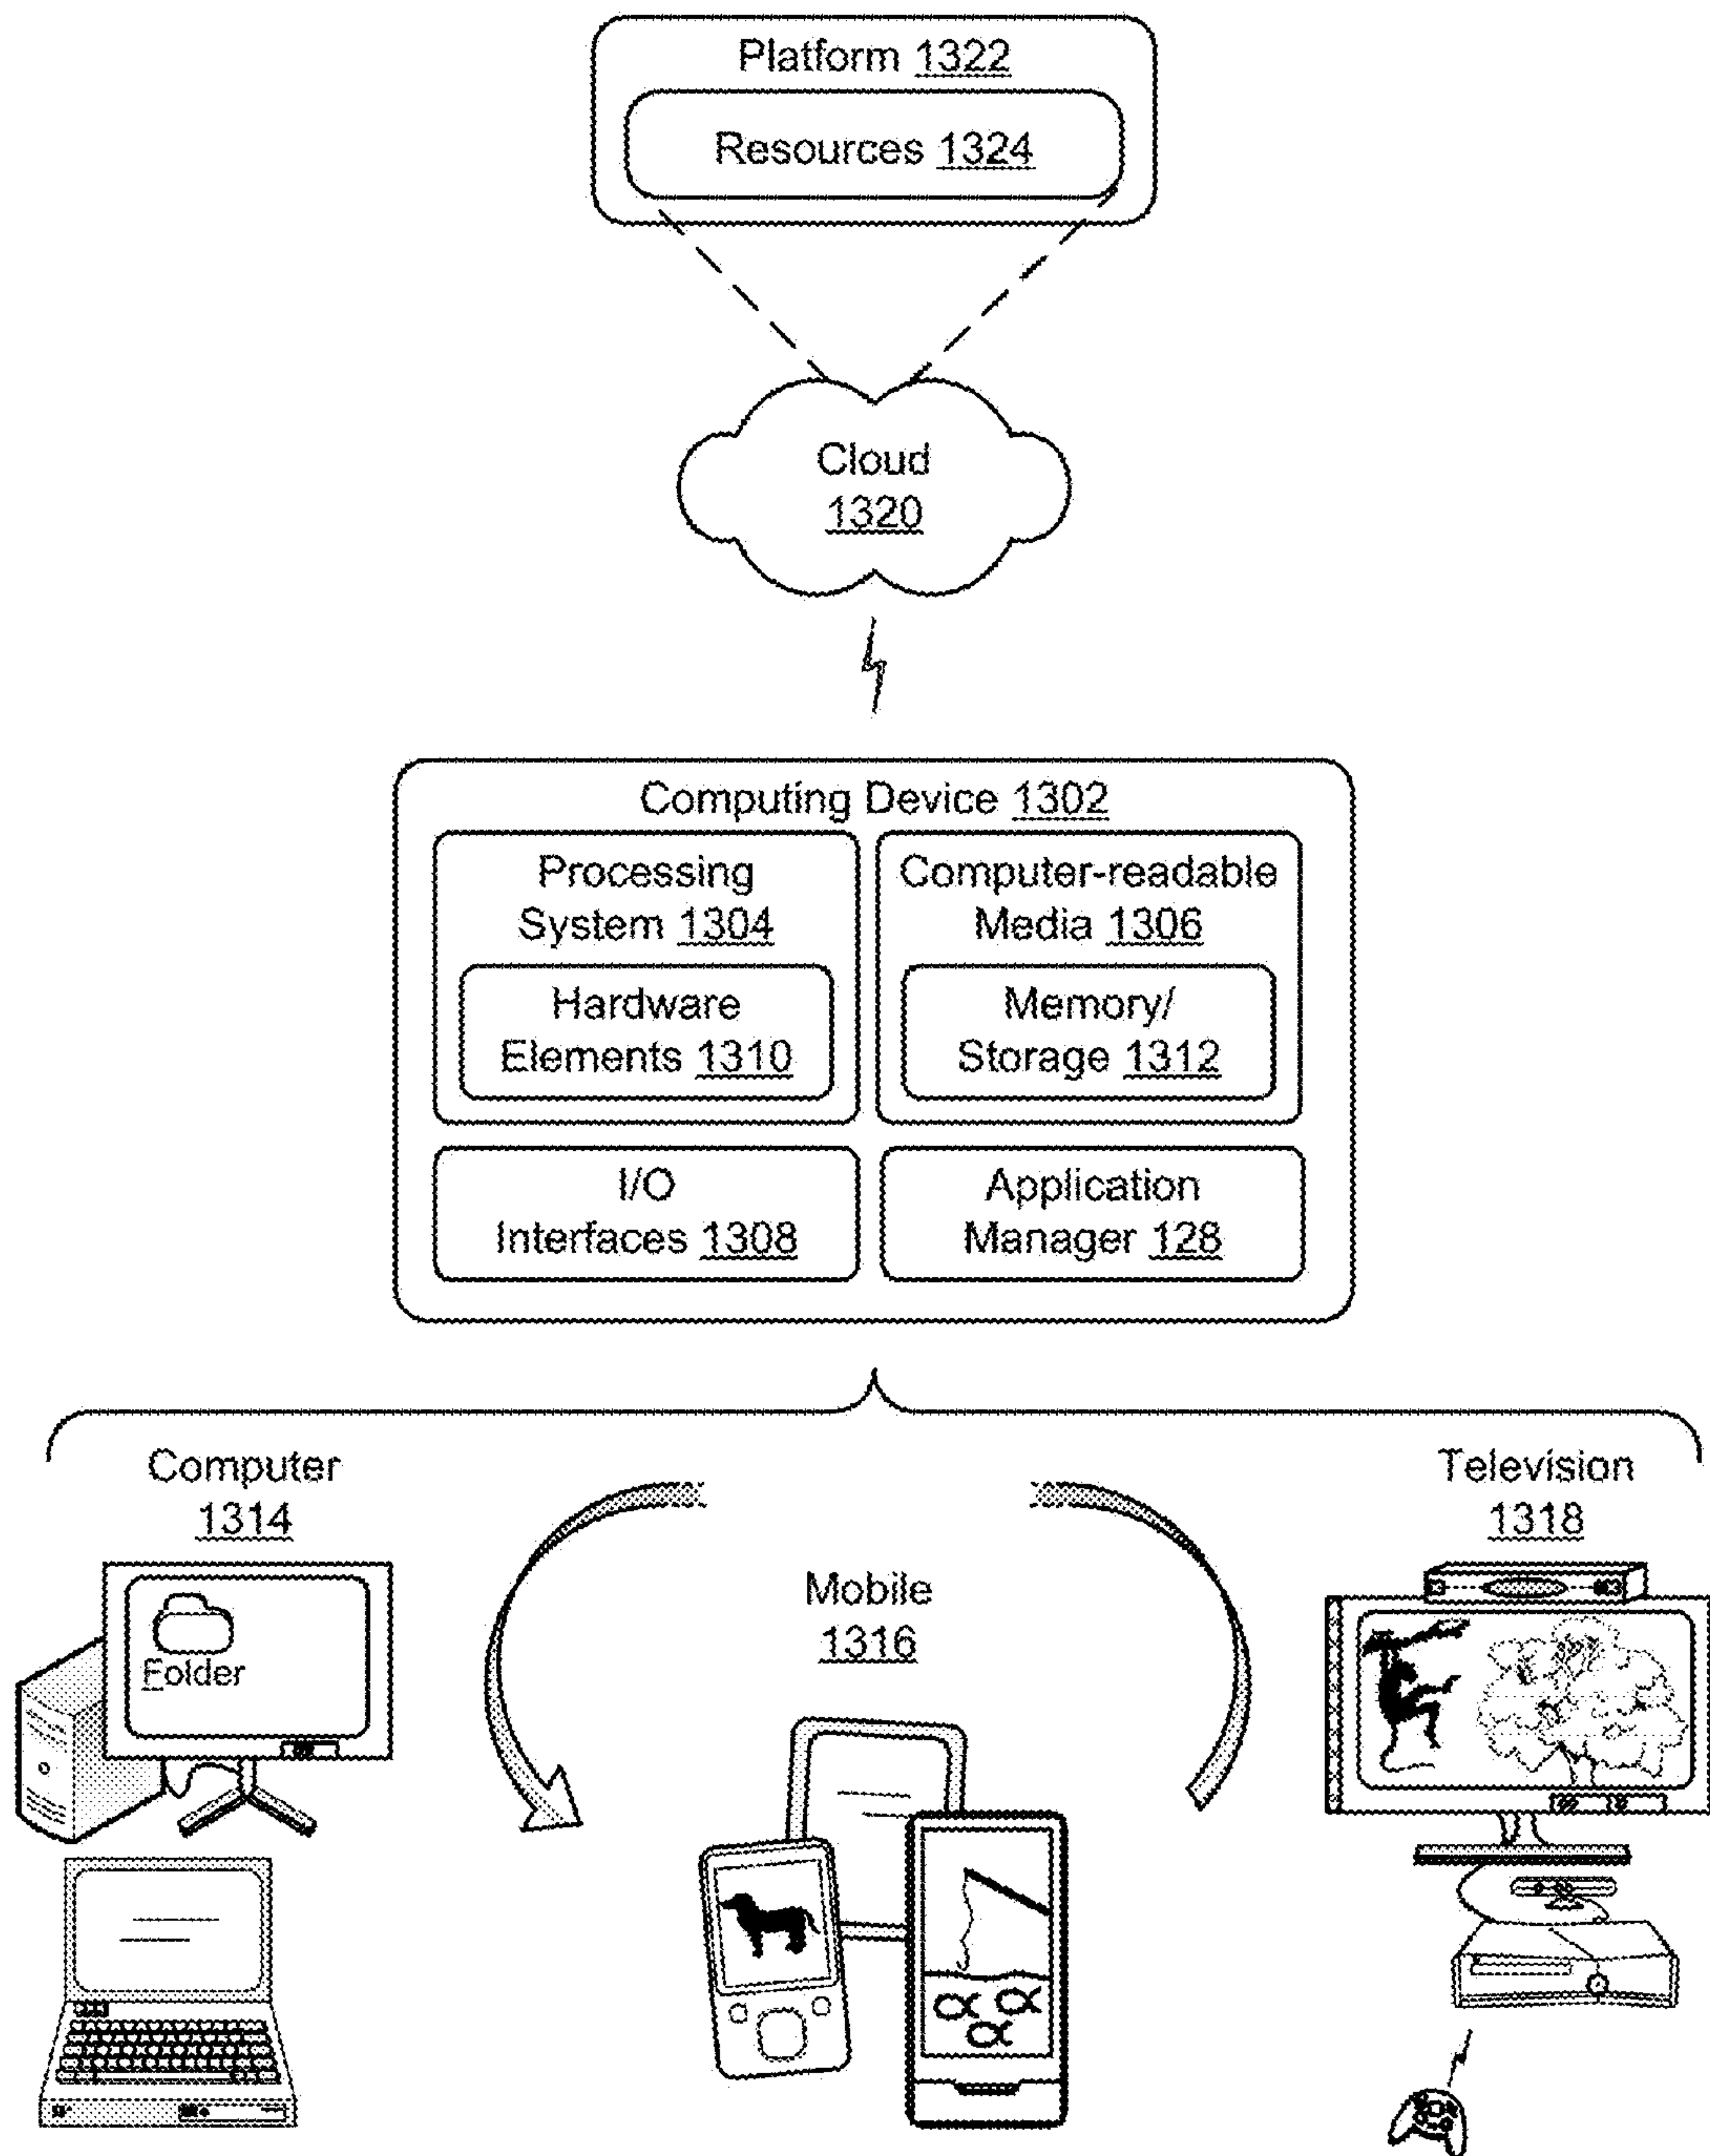 Platform 1322
Resources 1324
Cloud
1320
Computing Device 1302
Processing
System 1304
Hardware
Elements 1310
Computer-readable
Media 1306
Memory/
Storage 1312
I/O
Interfaces 1308
Application
Manager 128
Computer
1314
Folder
Mobile
1316
Television
1318